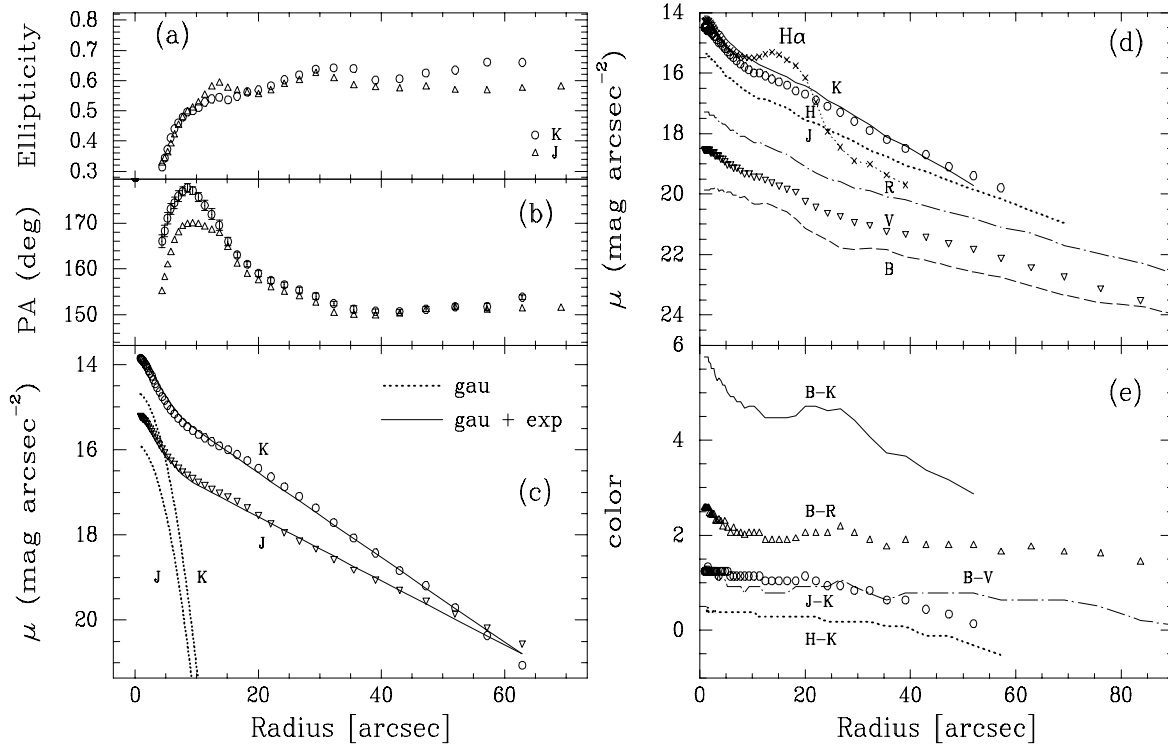 (a)
Ellipticity
0.8
0.7
0.6
0.5
0.4
0.3
K
J
(b)
PA (deg)
170
160
150
(c)
μ (mag arcsec⁻²)
14
16
18
20
gau
gau + exp
K
J
J
K
0
20
40
60
Radius [arcsec]
(d)
μ (mag arcsec⁻²)
14
16
18
20
22
24
Hα
K
H
J
R
V
B
(e)
color
6
4
2
0
B-K
B-R
B-V
J-K
H-K
0
20
40
60
80
Radius [arcsec]